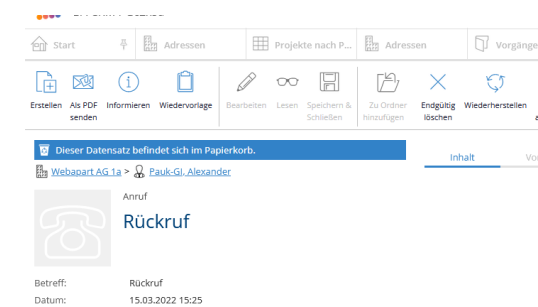 Start
Adressen
Projekte nach P...
Adressen
Vorgänge
Erstellen
Als PDF
senden
Informieren
Wiedervorlage
Bearbeiten
Lesen
Speichern &
Schließen
Zu Ordner
hinzufügen
Endgültig
löschen
Wiederherstellen
Dieser Datensatz befindet sich im Papierkorb.
Inhalt
Webapart AG 1a > Pauk-Gl, Alexander
Anruf
Rückruf
Betreff: Rückruf
Datum: 15.03.2022 15:25